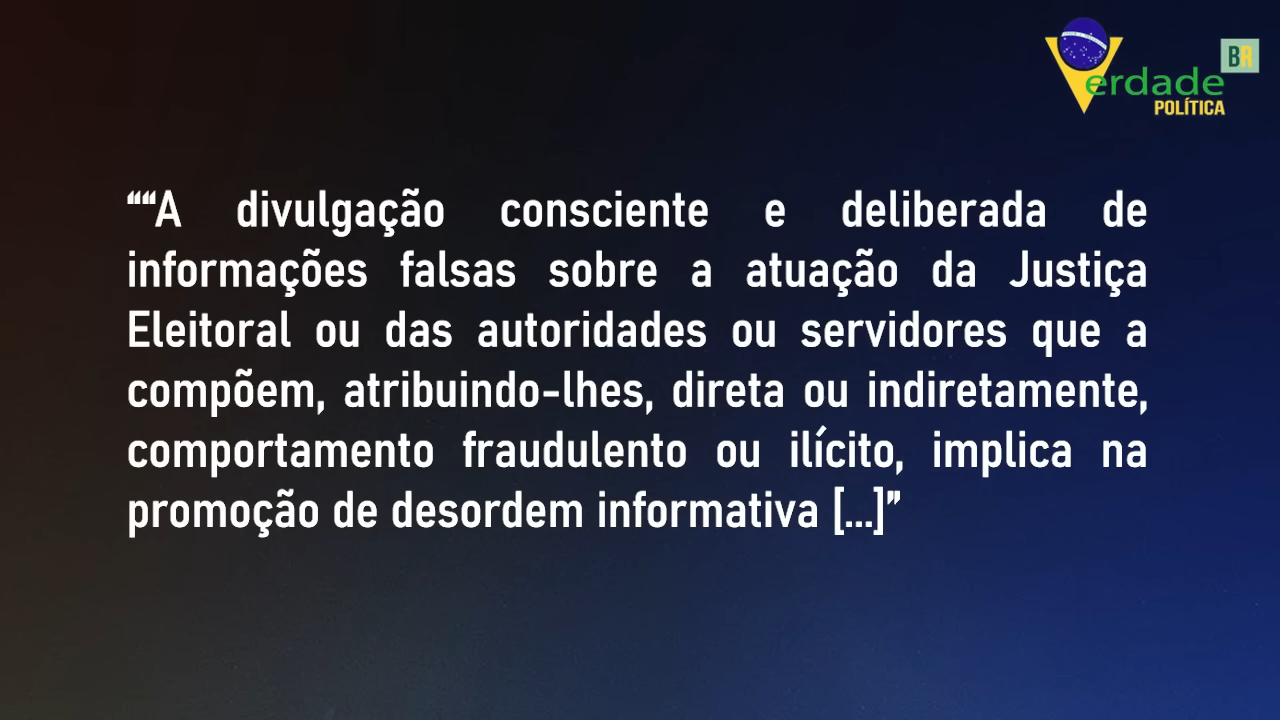 erdade BR
POLÍTICA
““A divulgação consciente e deliberada de
informações falsas sobre a atuação da Justiça
Eleitoral ou das autoridades ou servidores que a
compõem, atribuindo-lhes, direta ou indiretamente,
comportamento fraudulento ou ilícito, implica na
promoção de desordem informativa [...]”